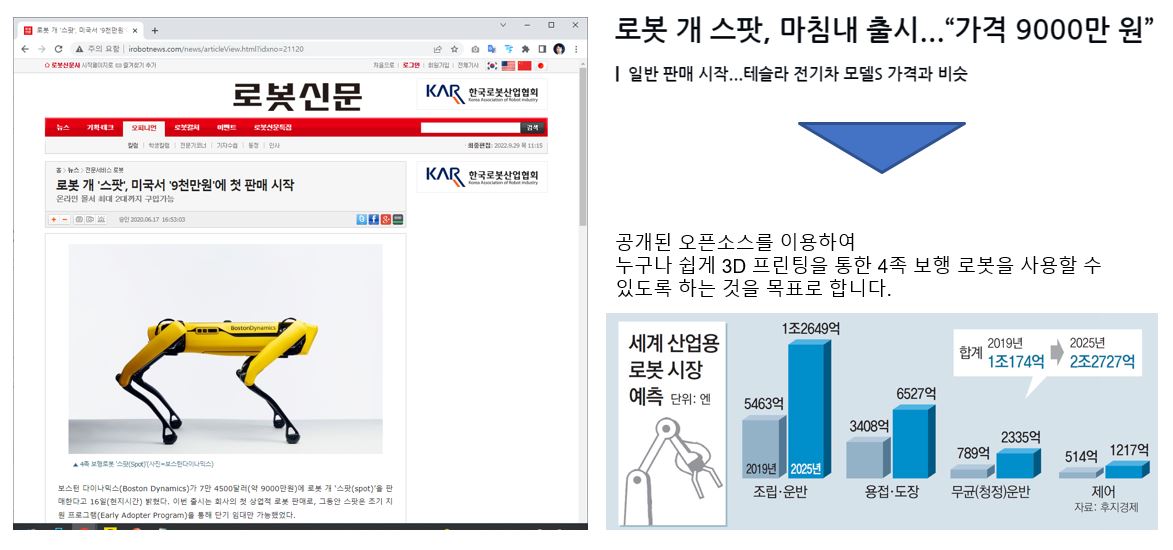 로봇 개 '스팟', 미국서 '9천만원
주의 요함
irobotnews.com/news/articleView.html?idxno=21120
로봇신문사 시작페이지로 즐겨찾기 추가
처음으로 | 로그인 | 회원가입 | 전체기사
로봇신문
KAR 한국로봇산업협회
Korea Association of Robot Industry
뉴스 기획·테크 오피니언 로봇컬처 이벤트 로봇신문특집
검색
칼럼 | 학생칼럼 | 전문가코너 | 기자수첩 | 동정 | 인사
최종편집: 2022.9.29 목 11:15
홈 > 뉴스 > 전문서비스 로봇
로봇 개 '스팟', 미국서 '9천만원'에 첫 판매 시작
온라인 몰서 최대 2대까지 구입가능
승인 2020.06.17 16:53:03
KAR 한국로봇산업협회
Korea Association of Robot Industry
BostonDynamics
▲ 4족 보행로봇 '스팟(Spot)'(사진=보스턴다이나믹스)
보스턴 다이나믹스(Boston Dynamics)가 7만 4500달러(약 9000만원)에 로봇 개 '스팟(spot)'을 판
매한다고 16일(현지시간) 밝혔다. 이번 출시는 회사의 첫 상업적 로봇 판매로, 그동안 스팟은 조기 지
원 프로그램(Early Adopter Program)을 통해 단기 임대만 가능했었다.
로봇 개 스팟, 마침내 출시...“가격 9000만 원”
일반 판매 시작...테슬라 전기차 모델S 가격과 비슷
공개된 오픈소스를 이용하여
누구나 쉽게 3D 프린팅을 통한 4족 보행 로봇을 사용할 수
있도록 하는 것을 목표로 합니다.
세계 산업용
로봇 시장
예측 단위: 엔
합계 2019년 1조174억 2025년 2조2727억
5463억 1조2649억
2019년 2025년
조립·운반
3408억 6527억
용접·도장
789억 2335억
무균(청정)운반
514억 1217억
제어
자료: 후지경제